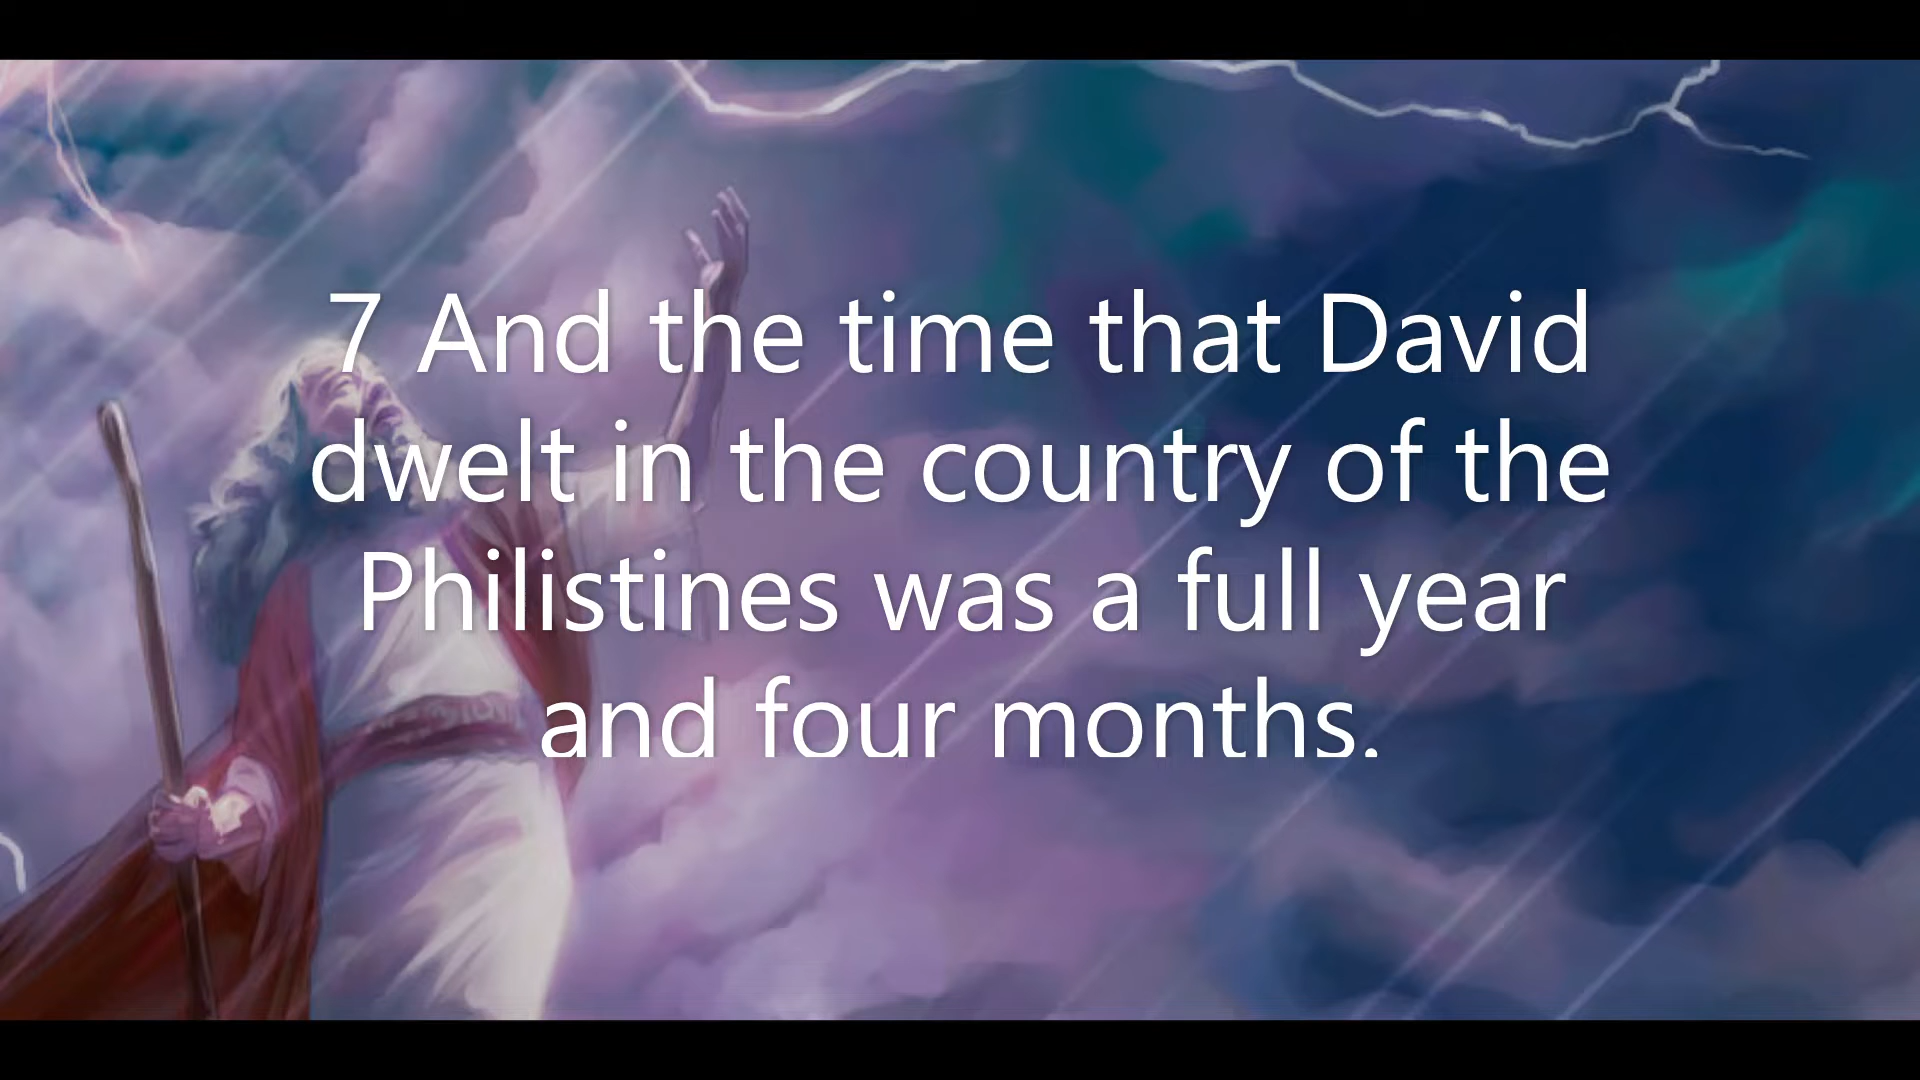 7 And the time that David
dwelt in the country of the
Philistines was a full year
and four months.